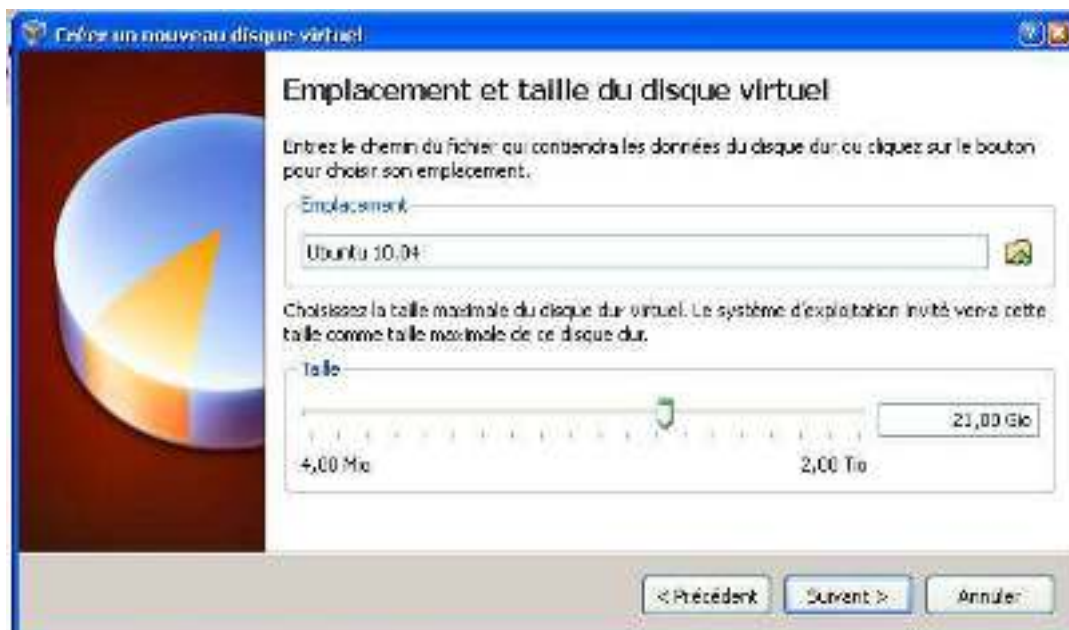 Créer un nouveau disque virtuel
Emplacement et taille du disque virtuel
Entrez le chemin du fichier qui contiendra les données du disque dur ou cliquez sur le bouton
pour choisir son emplacement.
Emplacement
Ubuntu 10.04
Choisissez la taille maximale du disque dur virtuel. Le système d'exploitation invité verra cette
taille comme taille maximale de ce disque dur.
Taille
21,00 Gio
4,00 Mio
2,00 Tio
< Précédent
Suivant >
Annuler